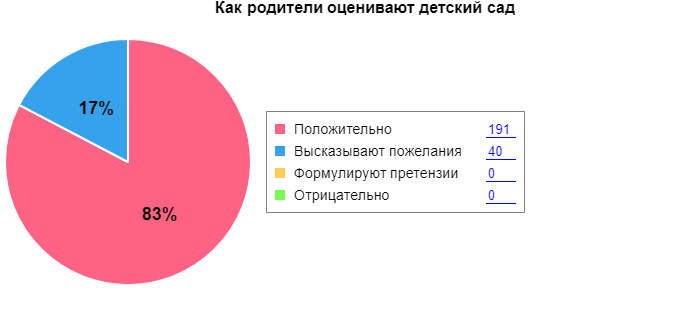 Как родители оценивают детский сад
17%
83%
Положительно 191
Высказывают пожелания 40
Формулируют претензии 0
Отрицательно 0